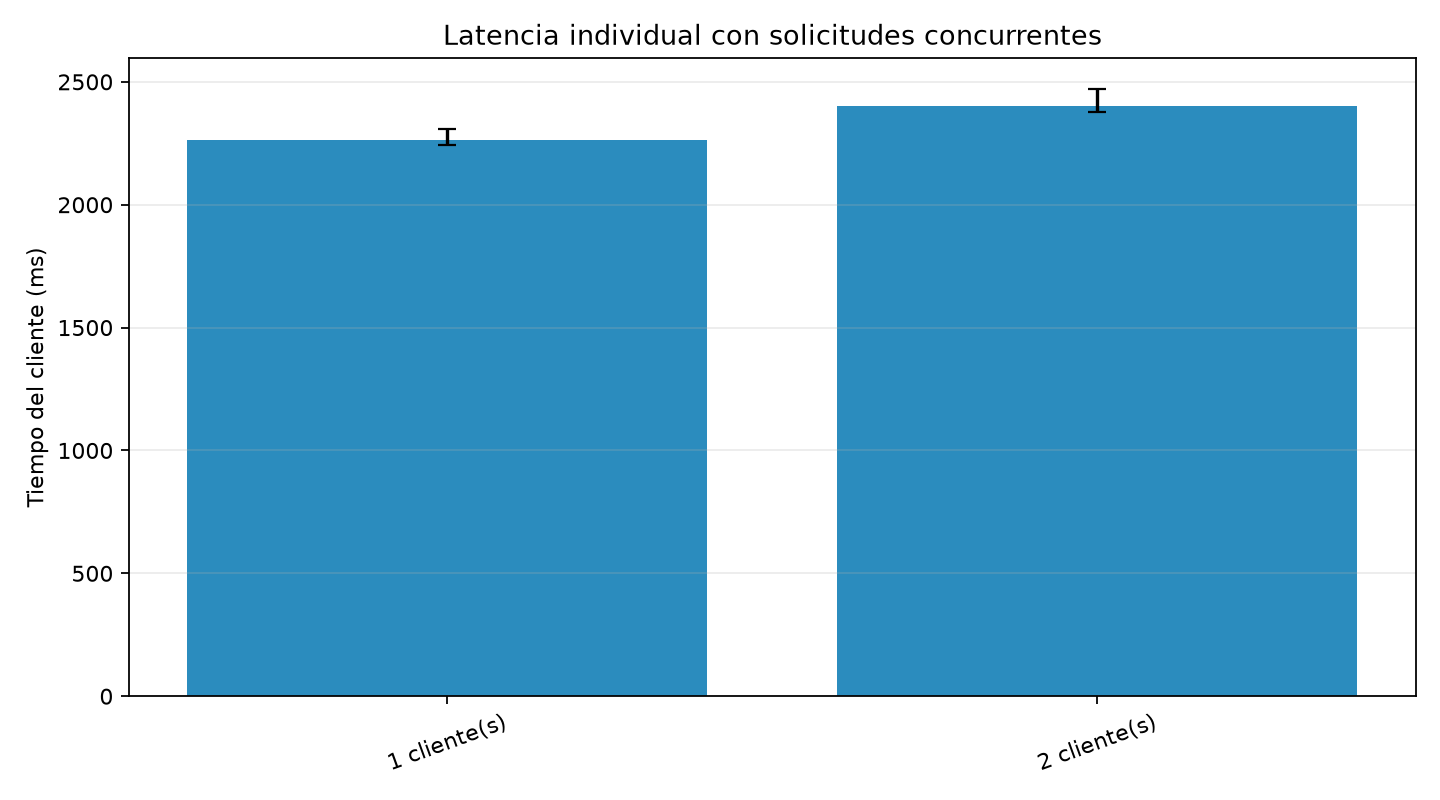 Latencia individual con solicitudes concurrentes
Tiempo del cliente (ms)
2500
2000
1500
1000
500
0
1 cliente(s)
2 cliente(s)